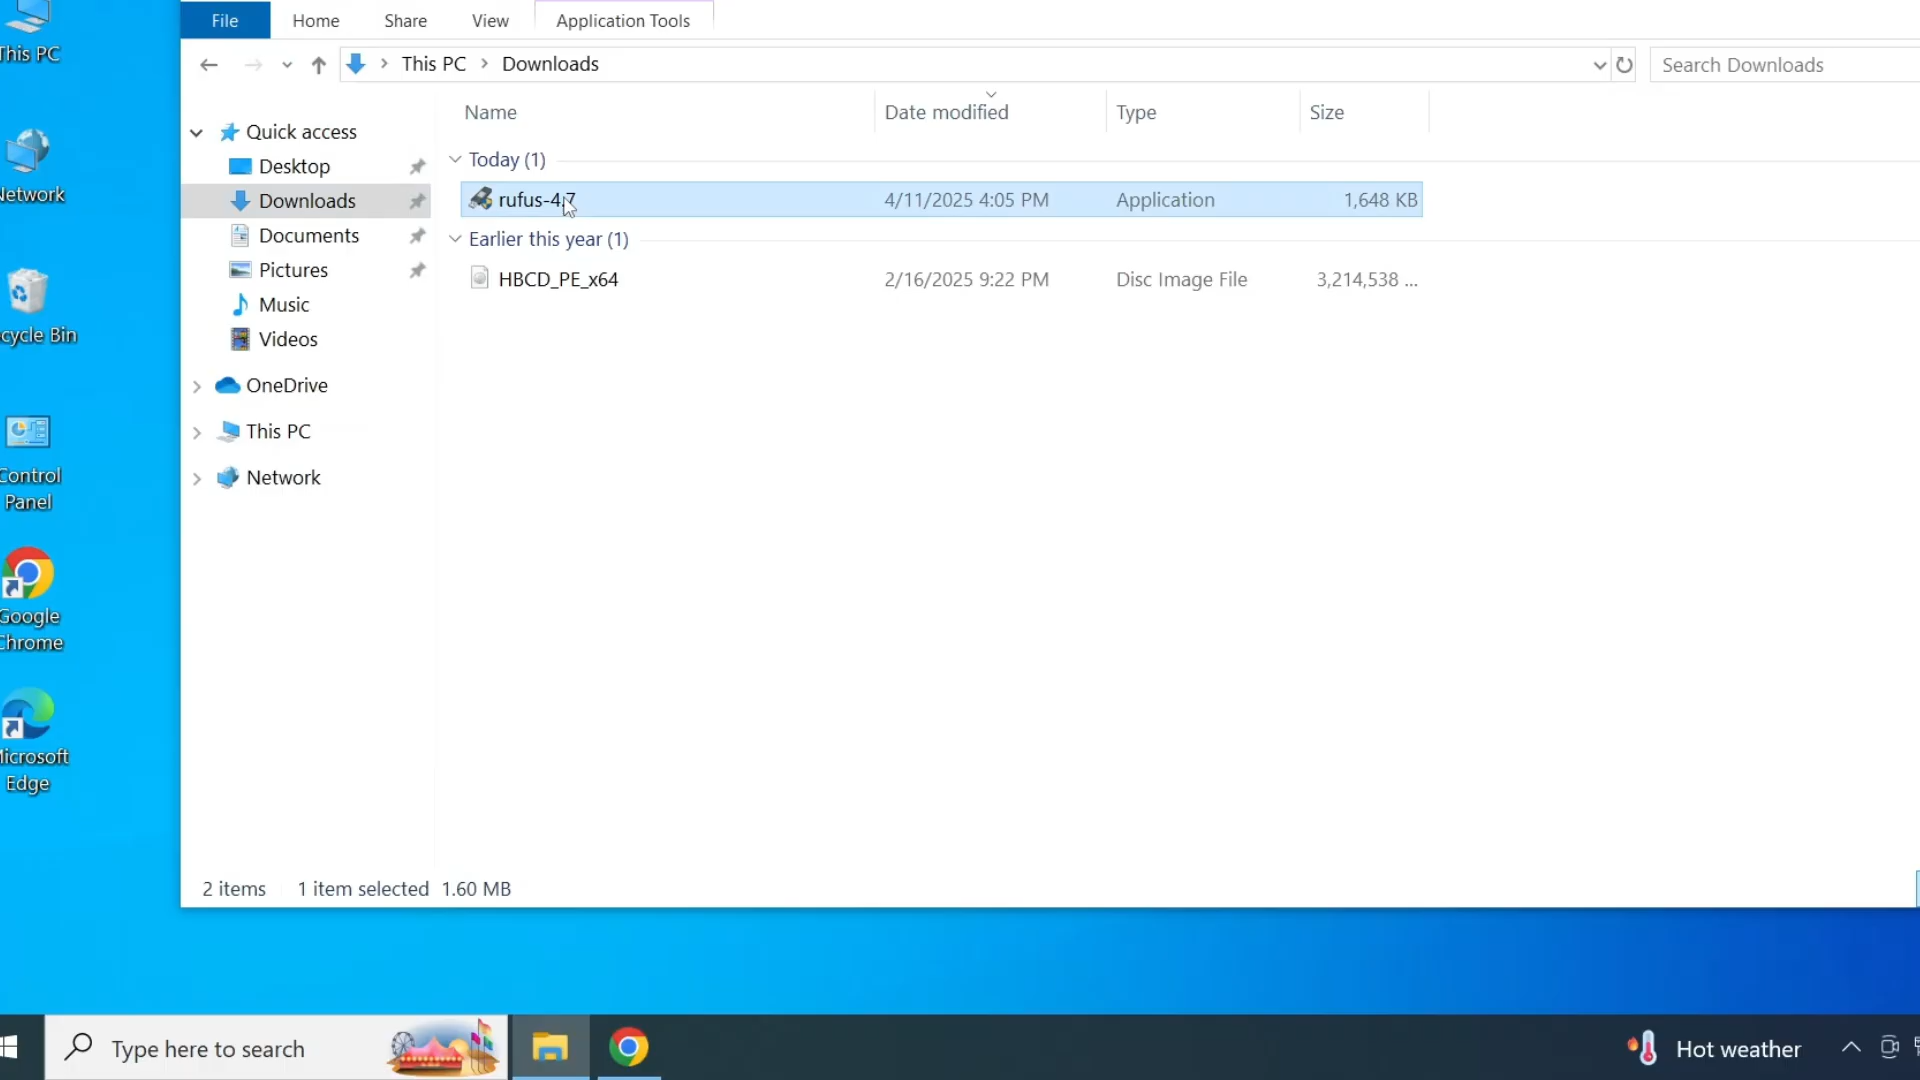 File Home Share View Application Tools
This PC > Downloads
Search Downloads
Name Date modified Type Size
Quick access
Desktop
Downloads
Documents
Pictures
Music
Videos
OneDrive
This PC
Network
Today (1)
rufus-4.7 4/11/2025 4:05 PM Application 1,648 KB
Earlier this year (1)
HBCD_PE_x64 2/16/2025 9:22 PM Disc Image File 3,214,538 ...
2 items 1 item selected 1.60 MB
This PC
Network
cycle Bin
Control
Panel
Google
Chrome
Microsoft
Edge
Type here to search
Hot weather